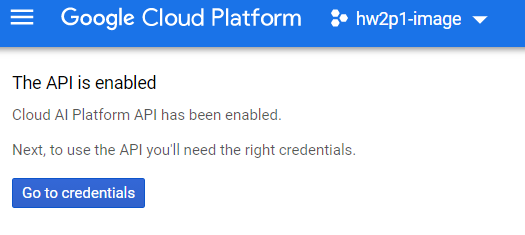 Google Cloud Platform hw2p1-image
The API is enabled
Cloud AI Platform API has been enabled.
Next, to use the API you'll need the right credentials.
Go to credentials